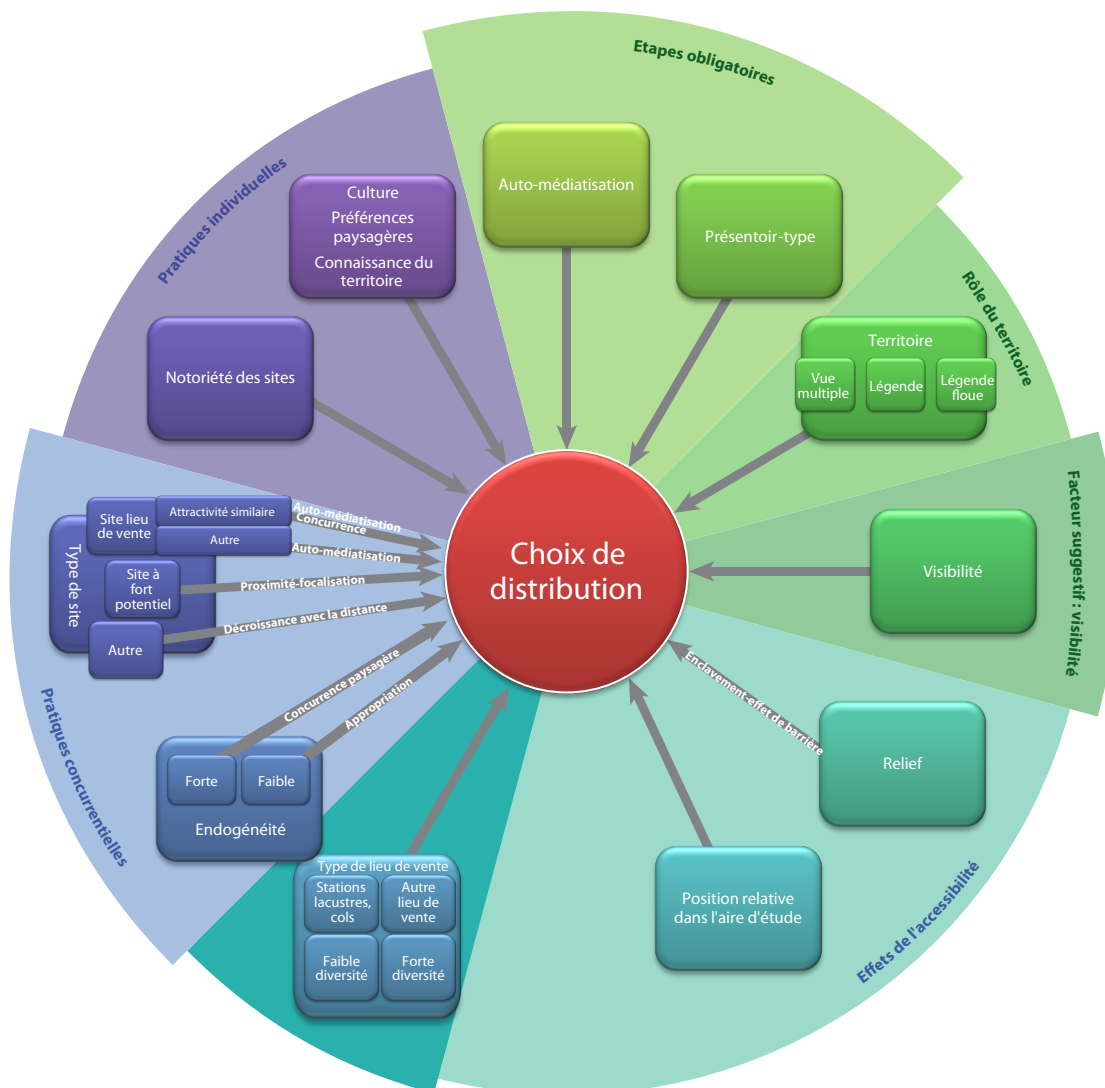 Etapes obligatoires
Auto-médiatisation
Présentoir-type
Pratiques individuelles
Culture
Préférences
paysagères
Connaissance du
territoire
Notoriété des sites
Rôle du territoire
Territoire
Vue
multiple
Légende
Légende
floue
Facteur suggestif : visibilité
Visibilité
Choix de
distribution
Type de site
Site lieu
de vente
Attractivité similaire
Autre
Auto-médiatisation
Concurrence
Auto-médiatisation
Site à
fort
potentiel
Proximité-focalisation
Autre
Décroissance avec la distance
Pratiques concurrentielles
Concurrence paysagère
Appropriation
Forte
Faible
Endogénéité
Type de lieu de vente
Stations
lacustres,
cols
Autre
lieu de
vente
Faible
diversité
Forte
diversité
Enclavement-effet de barrière
Relief
Position relative
dans l'aire d'étude
Effets de l'accessibilité